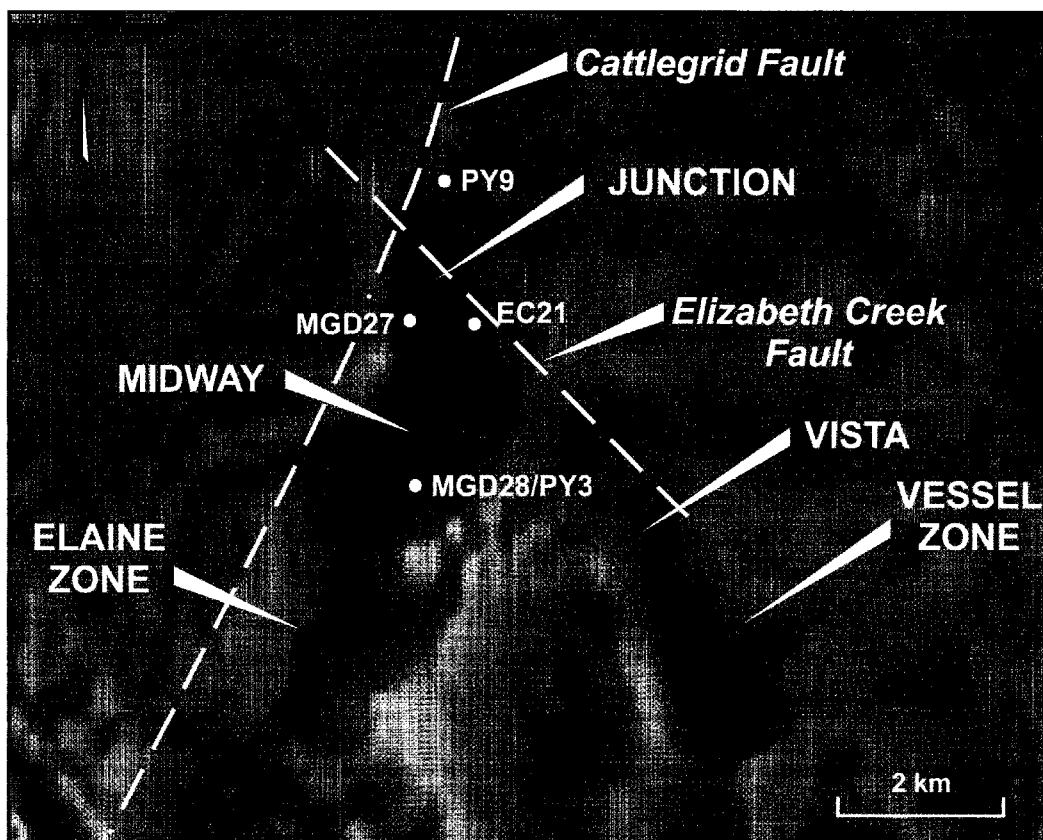 Cattlegrid Fault
PY9
JUNCTION
MGD27
EC21
Elizabeth Creek
Fault
MIDWAY
VISTA
MGD28/PY3
VESSEL
ZONE
ELAINE
ZONE
2 km